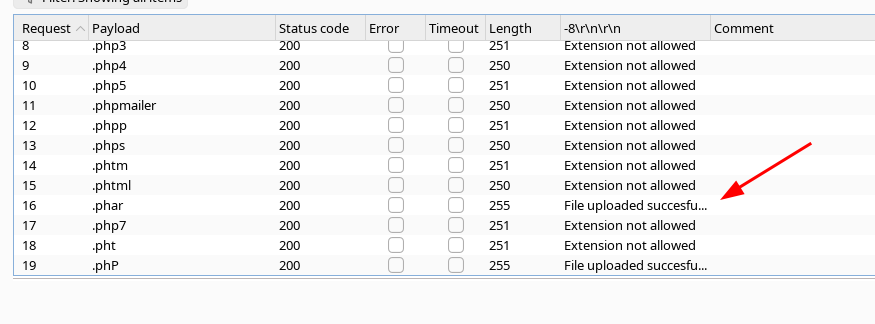 Filter: Showing all items
Request Payload Status code Error Timeout Length -8\r\n\r\n Comment
8 .php3 200 251 Extension not allowed
9 .php4 200 250 Extension not allowed
10 .php5 200 251 Extension not allowed
11 .phpmailer 200 250 Extension not allowed
12 .phpp 200 251 Extension not allowed
13 .phps 200 250 Extension not allowed
14 .phtm 200 251 Extension not allowed
15 .phtml 200 250 Extension not allowed
16 .phar 200 255 File uploaded succesfu...
17 .php7 200 251 Extension not allowed
18 .pht 200 251 Extension not allowed
19 .phP 200 255 File uploaded succesfu...